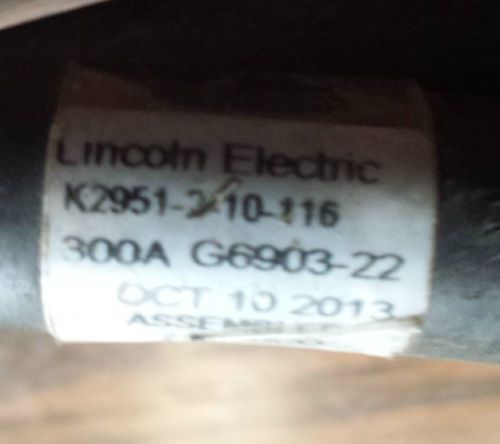 Lincoln Electric
K2951-2-10-116
300A G6903-22
OCT 10 2013